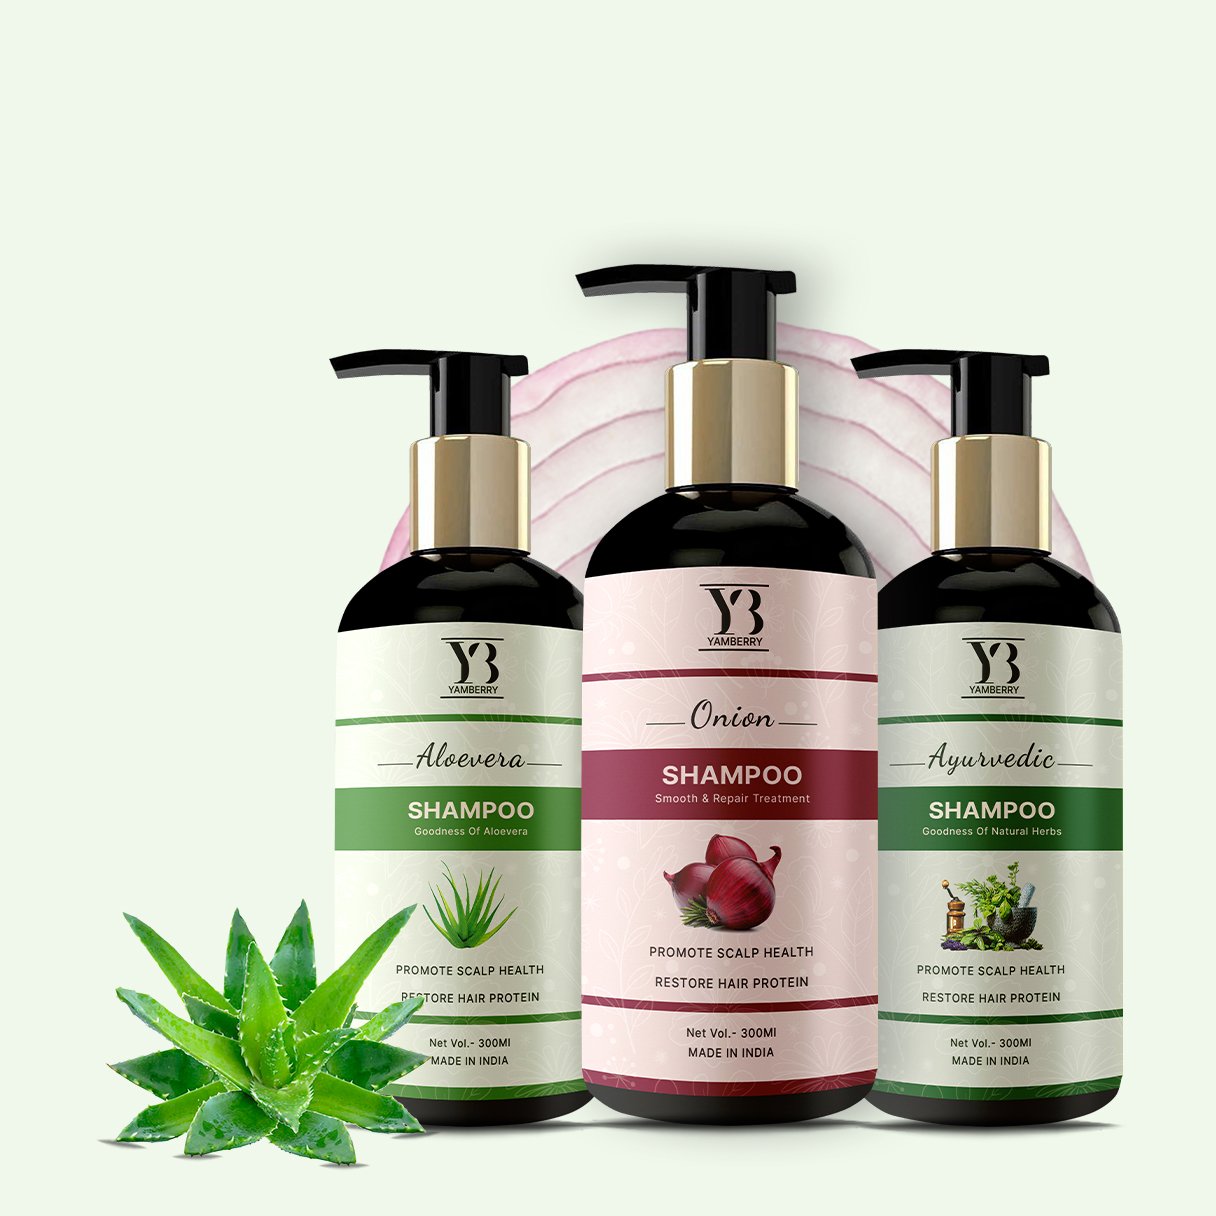 YB
YAMBERRY
Aloevera
SHAMPOO
Goodness Of Aloevera
PROMOTE SCALP HEALTH
RESTORE HAIR PROTEIN
Net Vol.- 300Ml
MADE IN INDIA
YB
YAMBERRY
Onion
SHAMPOO
Smooth & Repair Treatment
PROMOTE SCALP HEALTH
RESTORE HAIR PROTEIN
Net Vol.- 300Ml
MADE IN INDIA
YB
YAMBERRY
Ayurvedic
SHAMPOO
Goodness Of Natural Herbs
PROMOTE SCALP HEALTH
RESTORE HAIR PROTEIN
Net Vol.- 300Ml
MADE IN INDIA